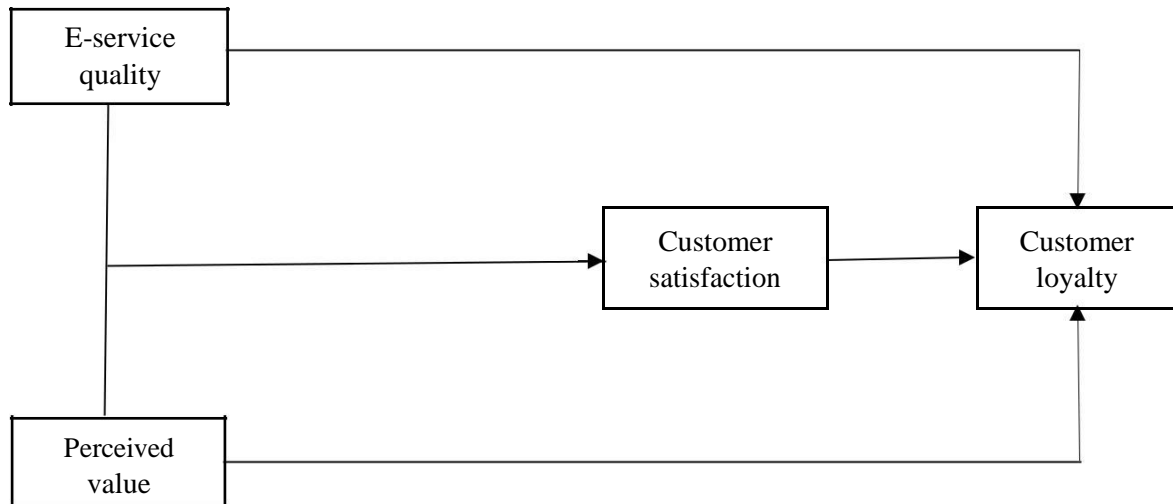 E-service
quality
Customer
satisfaction
Customer
loyalty
Perceived
value